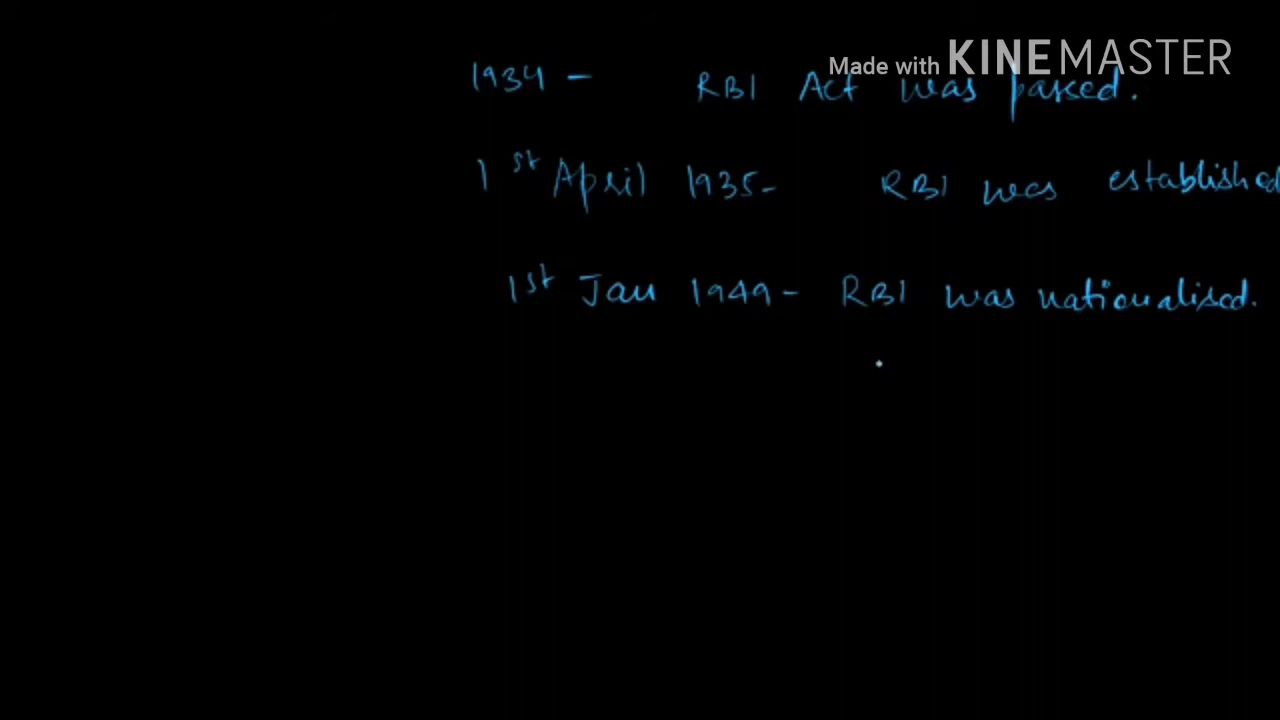 Made with KINEMASTER
1934 - RBI Act was passed.
1st April 1935- RBI was established
1st Jan 1949- RBI was nationalised.